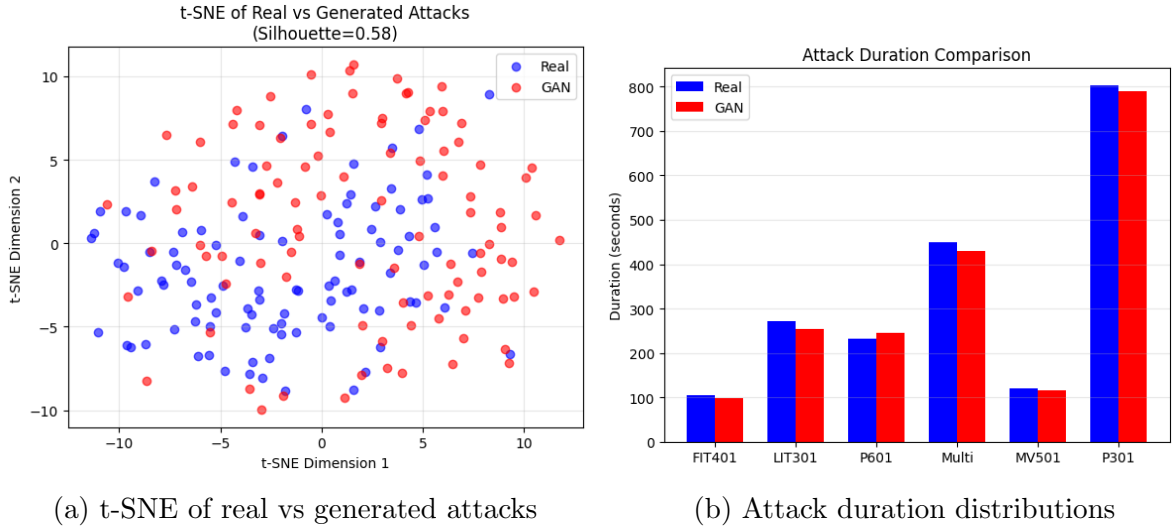 t-SNE of Real vs Generated Attacks
(Silhouette=0.58)
Real
GAN
10
5
0
−5
−10
t-SNE Dimension 2
−10
−5
0
5
10
t-SNE Dimension 1
(a) t-SNE of real vs generated attacks
Attack Duration Comparison
Real
GAN
800
700
600
500
400
300
200
100
0
Duration (seconds)
FIT401
LIT301
P601
Multi
MV501
P301
(b) Attack duration distributions